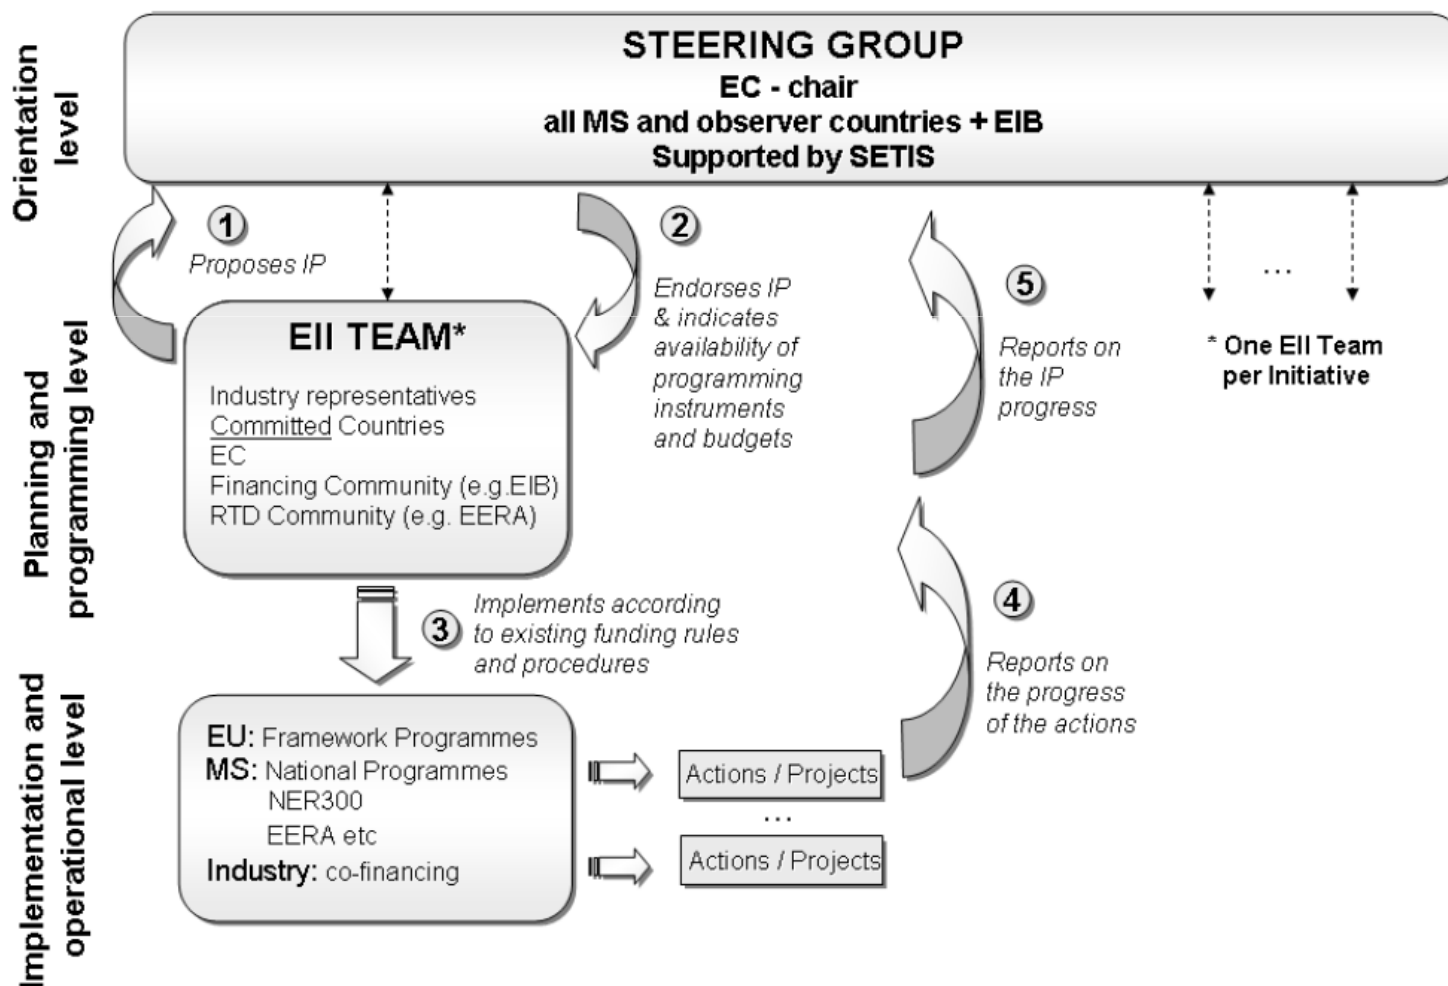 Orientation
level
STEERING GROUP
EC - chair
all MS and observer countries + EIB
Supported by SETIS
1
Proposes IP
2
Endorses IP
& indicates
availability of
programming
instruments
and budgets
5
Reports on
the IP
progress
...
* One EII Team
per Initiative
Planning and
programming level
EII TEAM*
Industry representatives
Committed Countries
EC
Financing Community (e.g.EIB)
RTD Community (e.g. EERA)
3
Implements according
to existing funding rules
and procedures
4
Reports on
the progress
of the actions
Implementation and
operational level
EU: Framework Programmes
MS: National Programmes
NER300
EERA etc
Industry: co-financing
Actions / Projects
...
Actions / Projects